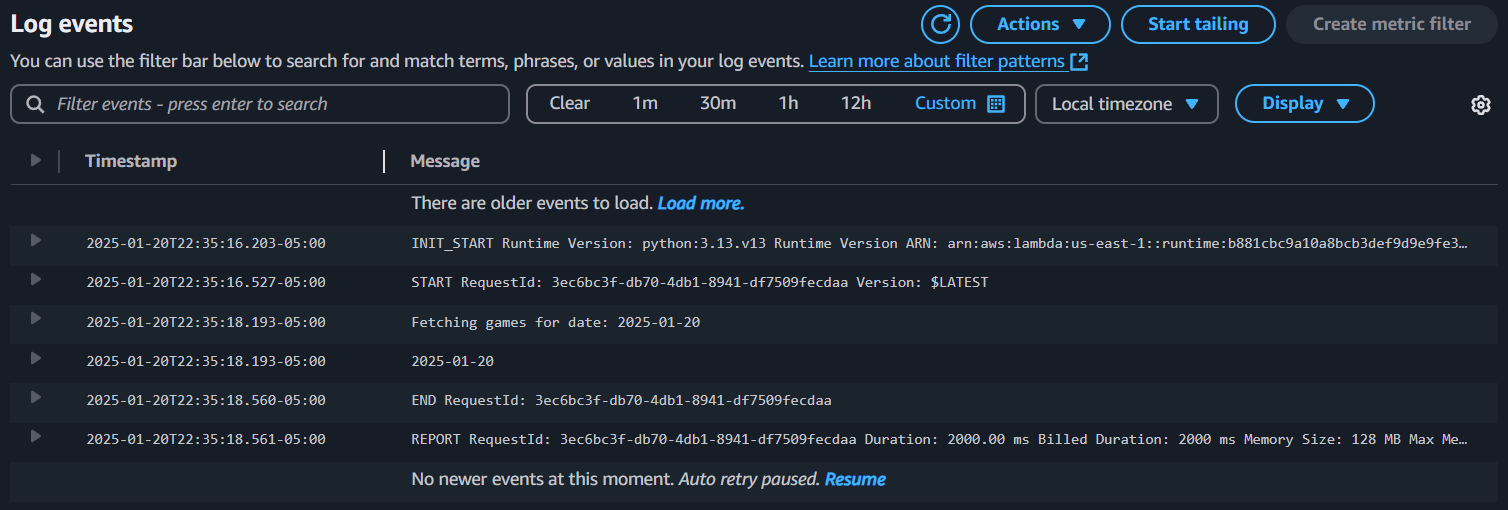 Log events
Actions
Start tailing
Create metric filter
You can use the filter bar below to search for and match terms, phrases, or values in your log events. Learn more about filter patterns
Filter events - press enter to search
Clear 1m 30m 1h 12h Custom
Local timezone
Display
Timestamp Message
There are older events to load. Load more.
2025-01-20T22:35:16.203-05:00 INIT_START Runtime Version: python:3.13.v13 Runtime Version ARN: arn:aws:lambda:us-east-1::runtime:b881cbc9a10a8bcb3def9d9e9fe3…
2025-01-20T22:35:16.527-05:00 START RequestId: 3ec6bc3f-db70-4db1-8941-df7509fecdaa Version: $LATEST
2025-01-20T22:35:18.193-05:00 Fetching games for date: 2025-01-20
2025-01-20T22:35:18.193-05:00 2025-01-20
2025-01-20T22:35:18.560-05:00 END RequestId: 3ec6bc3f-db70-4db1-8941-df7509fecdaa
2025-01-20T22:35:18.561-05:00 REPORT RequestId: 3ec6bc3f-db70-4db1-8941-df7509fecdaa Duration: 2000.00 ms Billed Duration: 2000 ms Memory Size: 128 MB Max Me…
No newer events at this moment. Auto retry paused. Resume